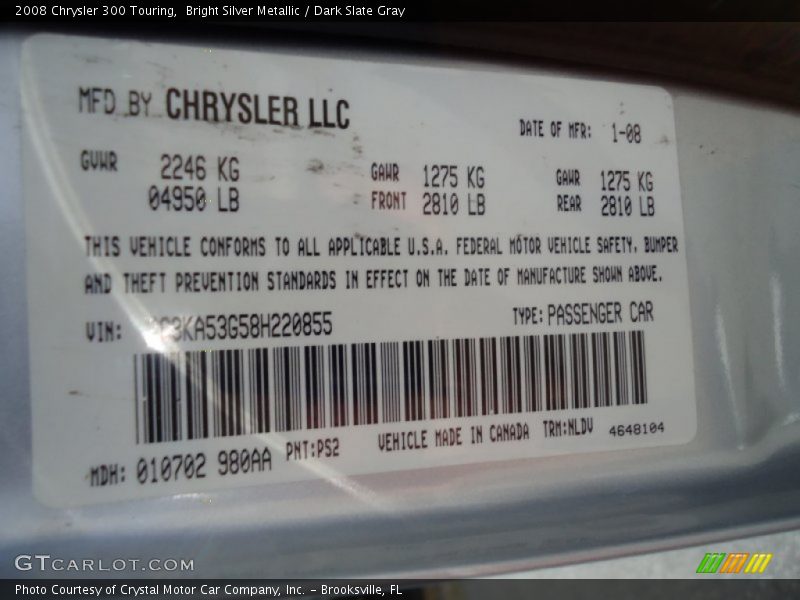 2008 Chrysler 300 Touring,  Bright Silver Metallic / Dark Slate Gray
MFD BY CHRYSLER LLC
DATE OF MFR: 1-08
GVWR 2246 KG GAWR 1275 KG GAWR 1275 KG
04950 LB FRONT 2810 LB REAR 2810 LB
THIS VEHICLE CONFORMS TO ALL APPLICABLE U.S.A. FEDERAL MOTOR VEHICLE SAFETY, BUMPER
AND THEFT PREVENTION STANDARDS IN EFFECT ON THE DATE OF MANUFACTURE SHOWN ABOVE.
VIN: TYPE: PASSENGER CAR
MDH: 010702 980AA PNT:PS2 VEHICLE MADE IN CANADA TRM:NLDV 4648104
GTCARLOT.COM
Photo Courtesy of Crystal Motor Car Company, Inc. – Brooksville, FL